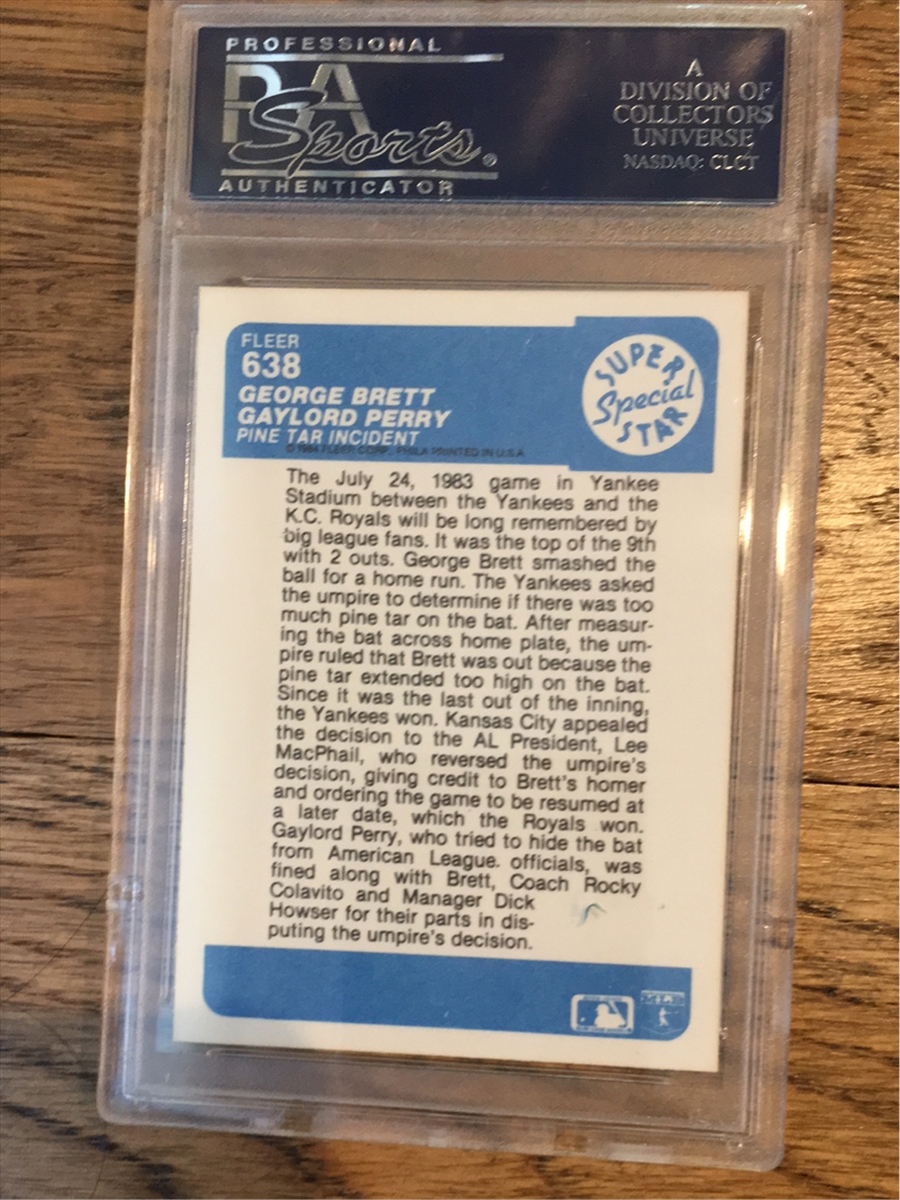 PROFESSIONAL
PSA
Sports
AUTHENTICATOR
A
DIVISION OF
COLLECTORS
UNIVERSE
NASDAQ: CLCT
FLEER
638
GEORGE BRETT
GAYLORD PERRY
PINE TAR INCIDENT
© 1984 FLEER CORP. PHILA PRINTED IN U.S.A
SUPER
Special
STAR
The July 24, 1983 game in Yankee
Stadium between the Yankees and the
K.C. Royals will be long remembered by
big league fans. It was the top of the 9th
with 2 outs. George Brett smashed the
ball for a home run. The Yankees asked
the umpire to determine if there was too
much pine tar on the bat. After measur-
ing the bat across home plate, the um-
pire ruled that Brett was out because the
pine tar extended too high on the bat.
Since it was the last out of the inning,
the Yankees won. Kansas City appealed
the decision to the AL President, Lee
MacPhail, who reversed the umpire's
decision, giving credit to Brett's homer
and ordering the game to be resumed at
a later date, which the Royals won.
Gaylord Perry, who tried to hide the bat
from American League. officials, was
fined along with Brett, Coach Rocky
Colavito and Manager Dick
Howser for their parts in dis-
puting the umpire's decision.